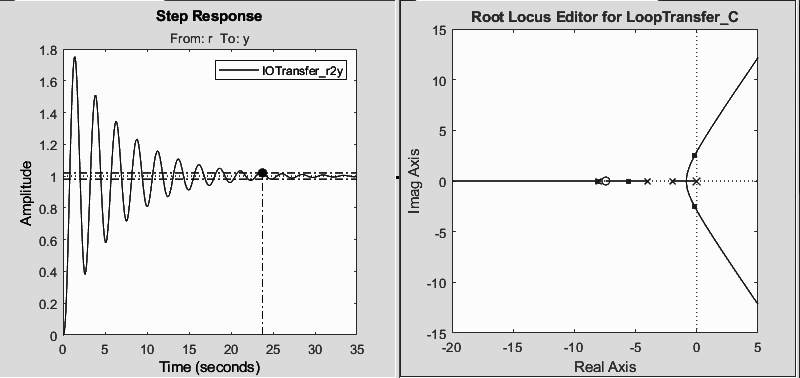 Step Response
From: r To: y
IOTransfer_r2y
Amplitude
1.8
1.6
1.4
1.2
1
0.8
0.6
0.4
0.2
0
0 5 10 15 20 25 30 35
Time (seconds)
Root Locus Editor for LoopTransfer_C
Imag Axis
15
10
5
0
-5
-10
-15
-20 -15 -10 -5 0 5
Real Axis